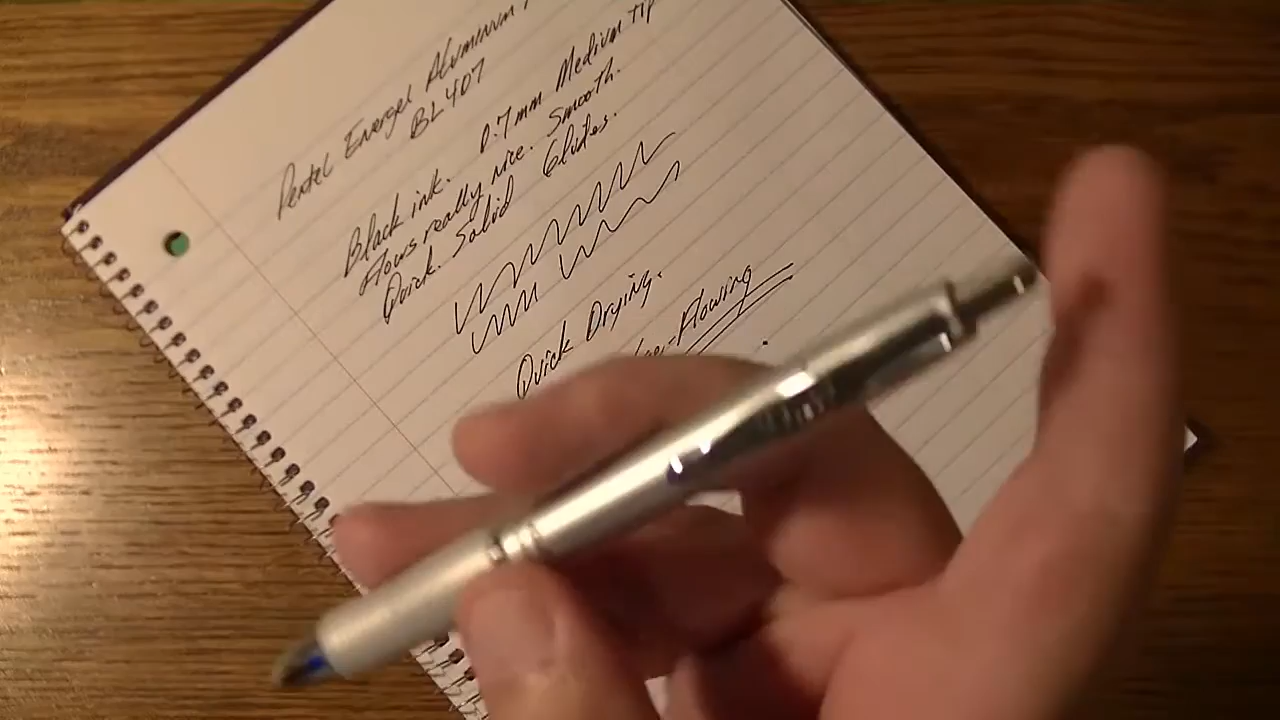 Pentel Energel Aluminum
BL407
Black ink. 0.7mm Medium Tip
Flows really nice. Smooth.
Quick. Solid Glides.
Quick Drying.
-Flowing